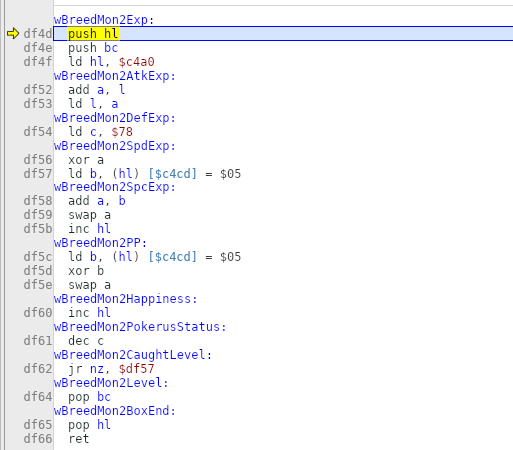 wBreedMon2Exp:
df4d push hl
df4e push bc
df4f ld hl, $c4a0
wBreedMon2AtkExp:
df52 add a, l
df53 ld l, a
wBreedMon2DefExp:
df54 ld c, $78
wBreedMon2SpdExp:
df56 xor a
df57 ld b, (hl) [$c4cd] = $05
wBreedMon2SpcExp:
df58 add a, b
df59 swap a
df5b inc hl
wBreedMon2PP:
df5c ld b, (hl) [$c4cd] = $05
df5d xor b
df5e swap a
wBreedMon2Happiness:
df60 inc hl
wBreedMon2PokerusStatus:
df61 dec c
wBreedMon2CaughtLevel:
df62 jr nz, $df57
wBreedMon2Level:
df64 pop bc
wBreedMon2BoxEnd:
df65 pop hl
df66 ret